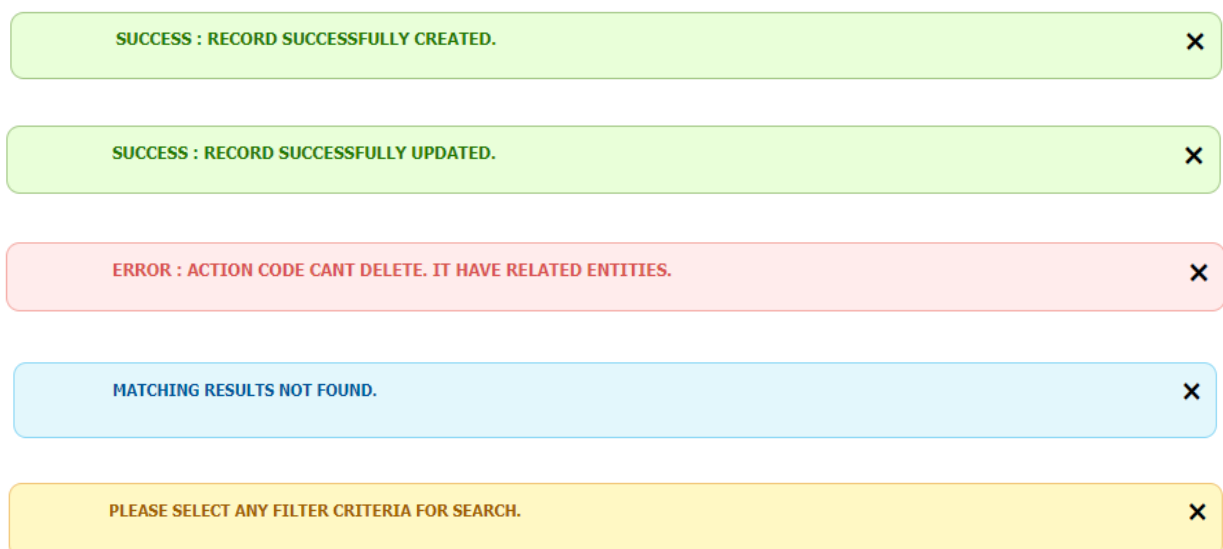 SUCCESS : RECORD SUCCESSFULLY CREATED.
SUCCESS : RECORD SUCCESSFULLY UPDATED.
ERROR : ACTION CODE CANT DELETE. IT HAVE RELATED ENTITIES.
MATCHING RESULTS NOT FOUND.
PLEASE SELECT ANY FILTER CRITERIA FOR SEARCH.